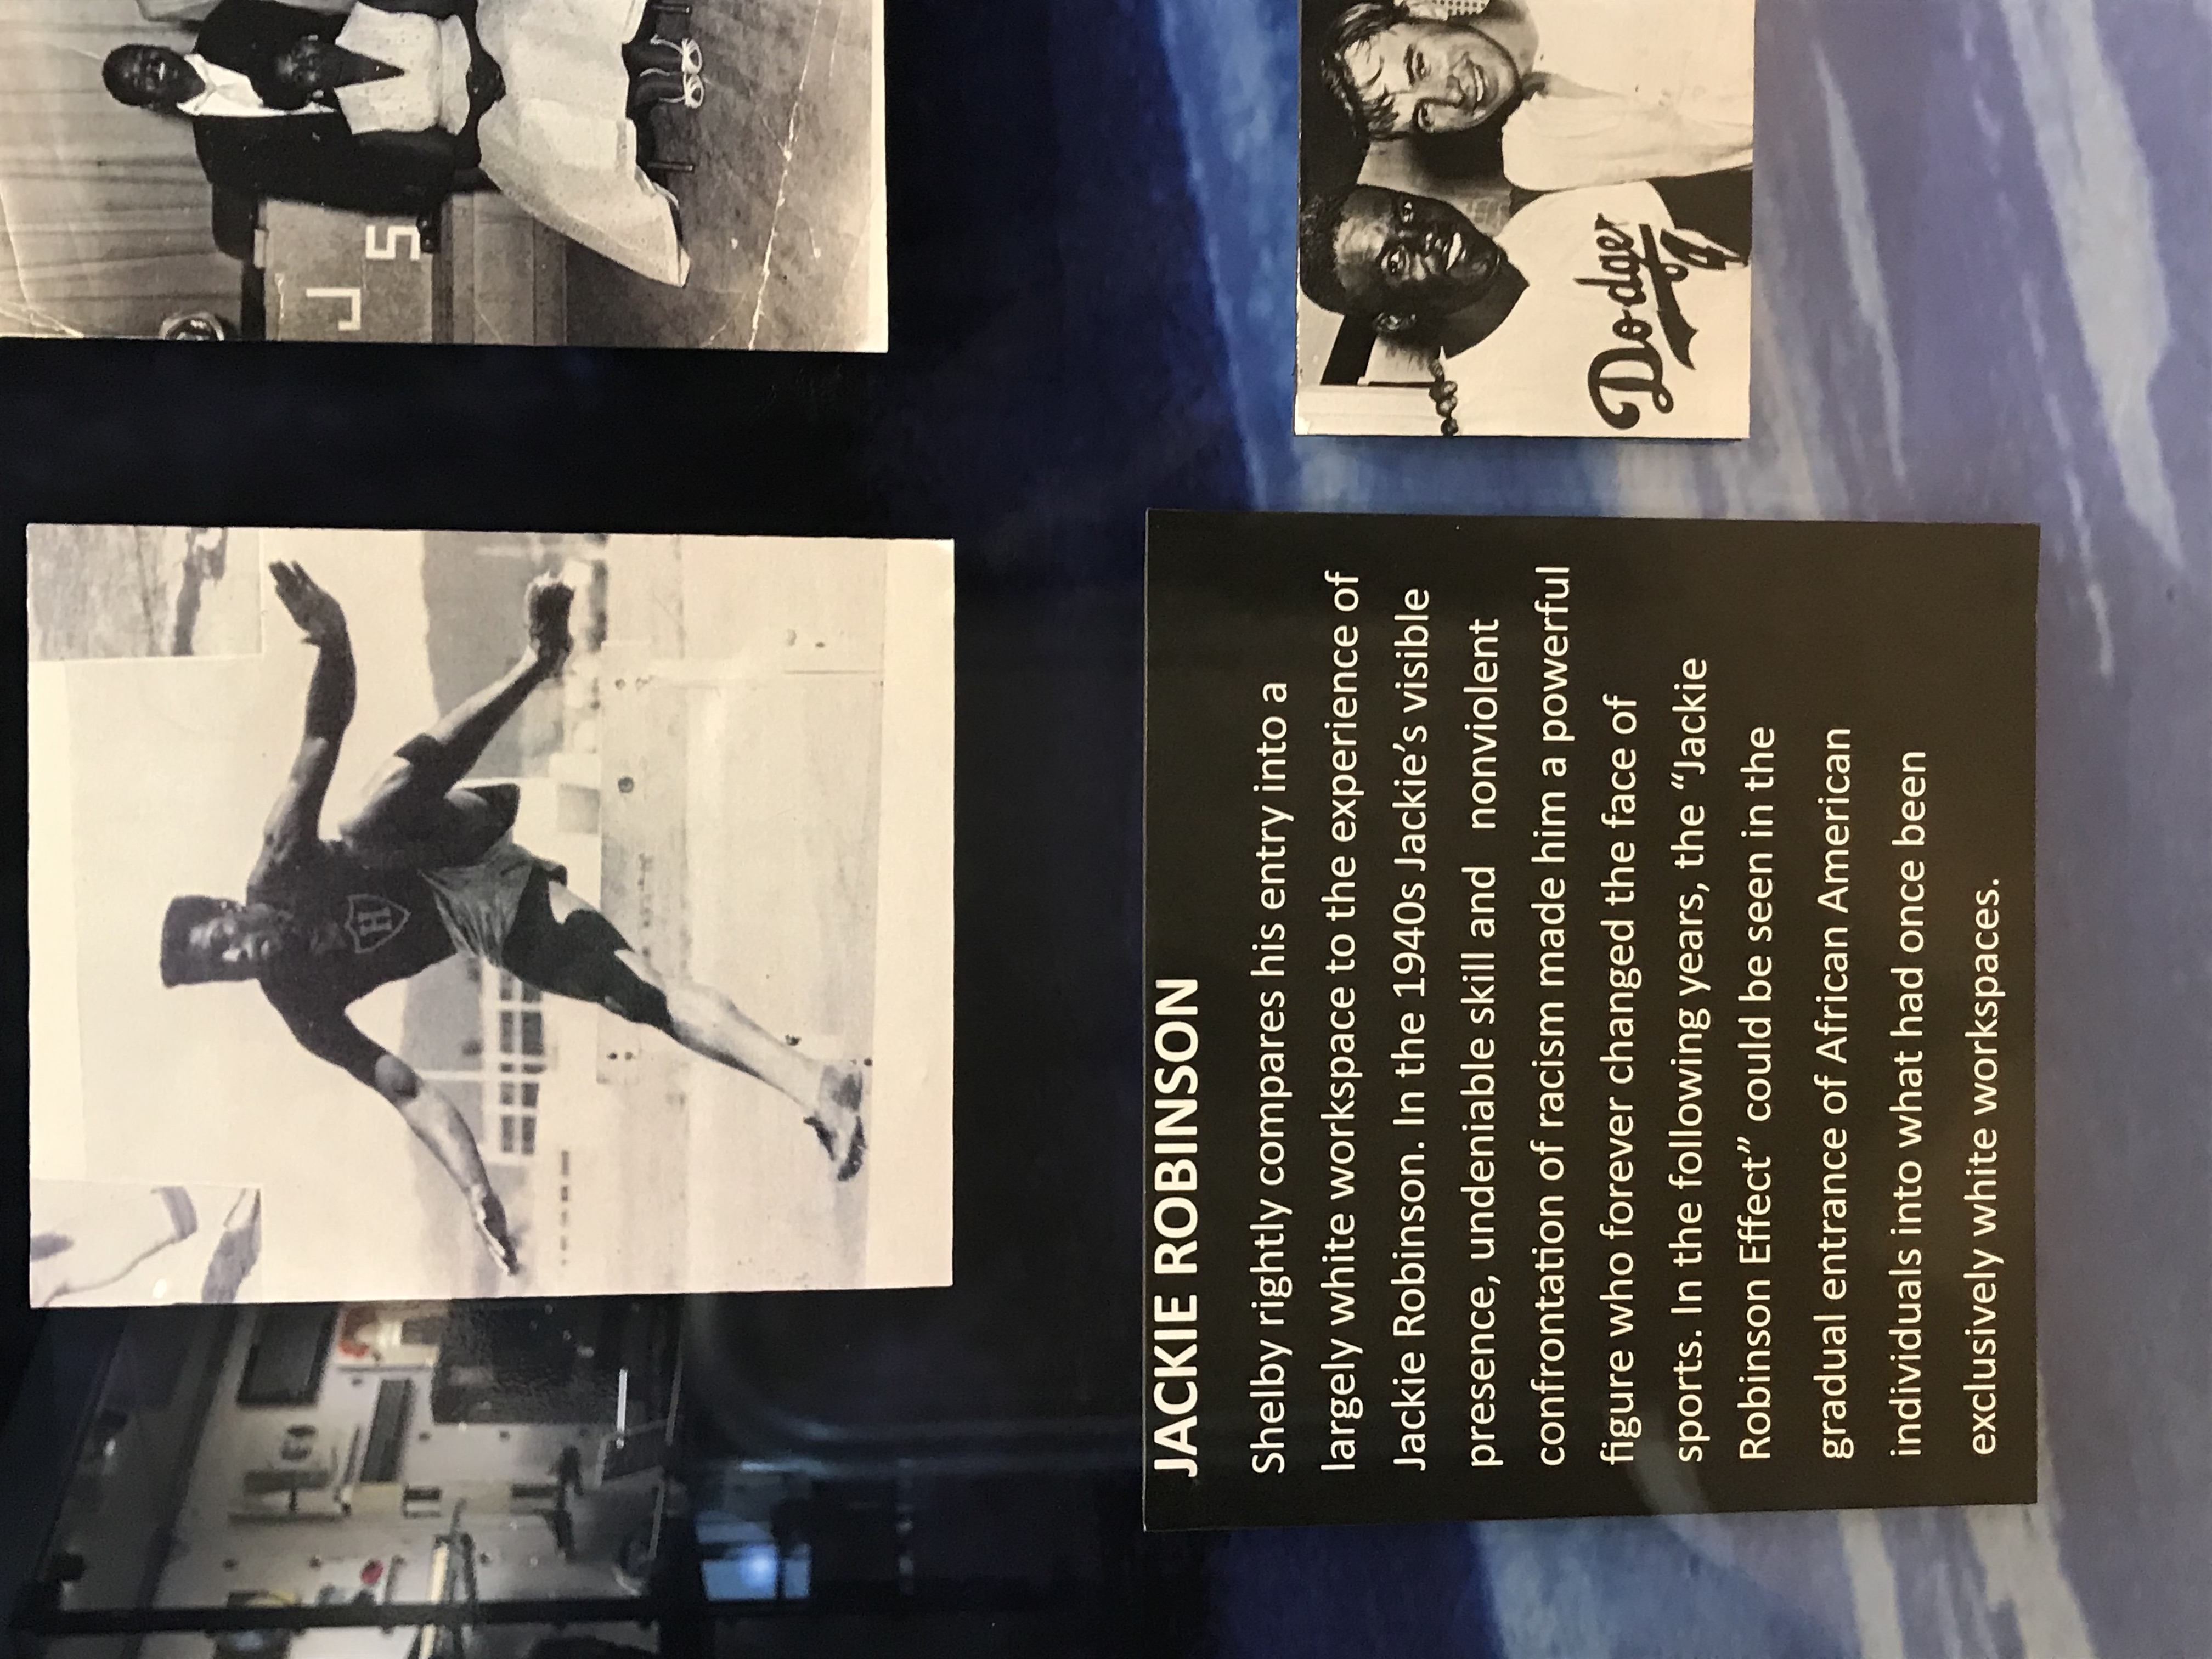 JACKIE ROBINSON
Shelby rightly compares his entry into a
largely white workspace to the experience of
Jackie Robinson. In the 1940s Jackie's visible
presence, undeniable skill and nonviolent
confrontation of racism made him a powerful
figure who forever changed the face of
sports. In the following years, the “Jackie
Robinson Effect” could be seen in the
gradual entrance of African American
individuals into what had once been
exclusively white workspaces.
H
J
S
Dodger